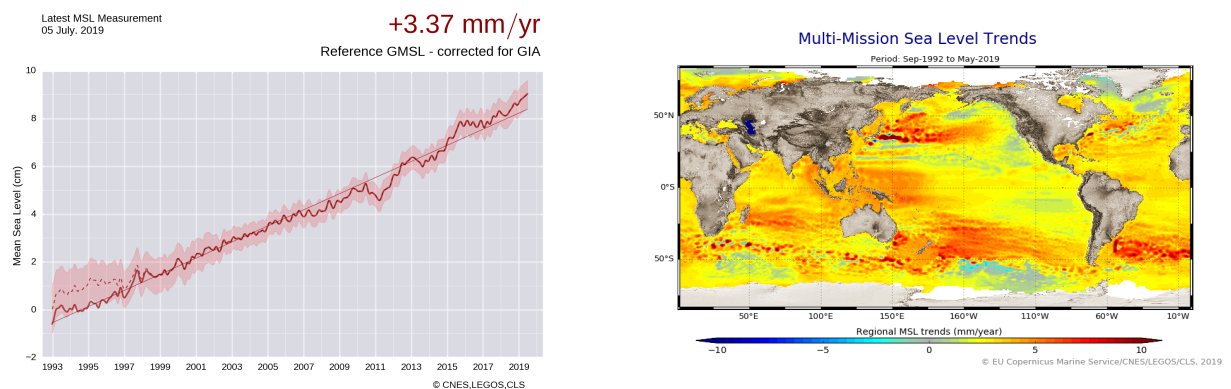 Latest MSL Measurement
05 July. 2019
+3.37 mm/yr
Reference GMSL - corrected for GIA
Mean Sea Level (cm)
10
8
6
4
2
0
−2
1993 1995 1997 1999 2001 2003 2005 2007 2009 2011 2013 2015 2017 2019
© CNES,LEGOS,CLS
Multi-Mission Sea Level Trends
Period: Sep-1992 to May-2019
50°N
0°S
50°S
50°E 100°E 150°E 160°W 110°W 60°W 10°W
Regional MSL trends (mm/year)
−10 −5 0 5 10
© EU Copernicus Marine Service/CNES/LEGOS/CLS, 2019